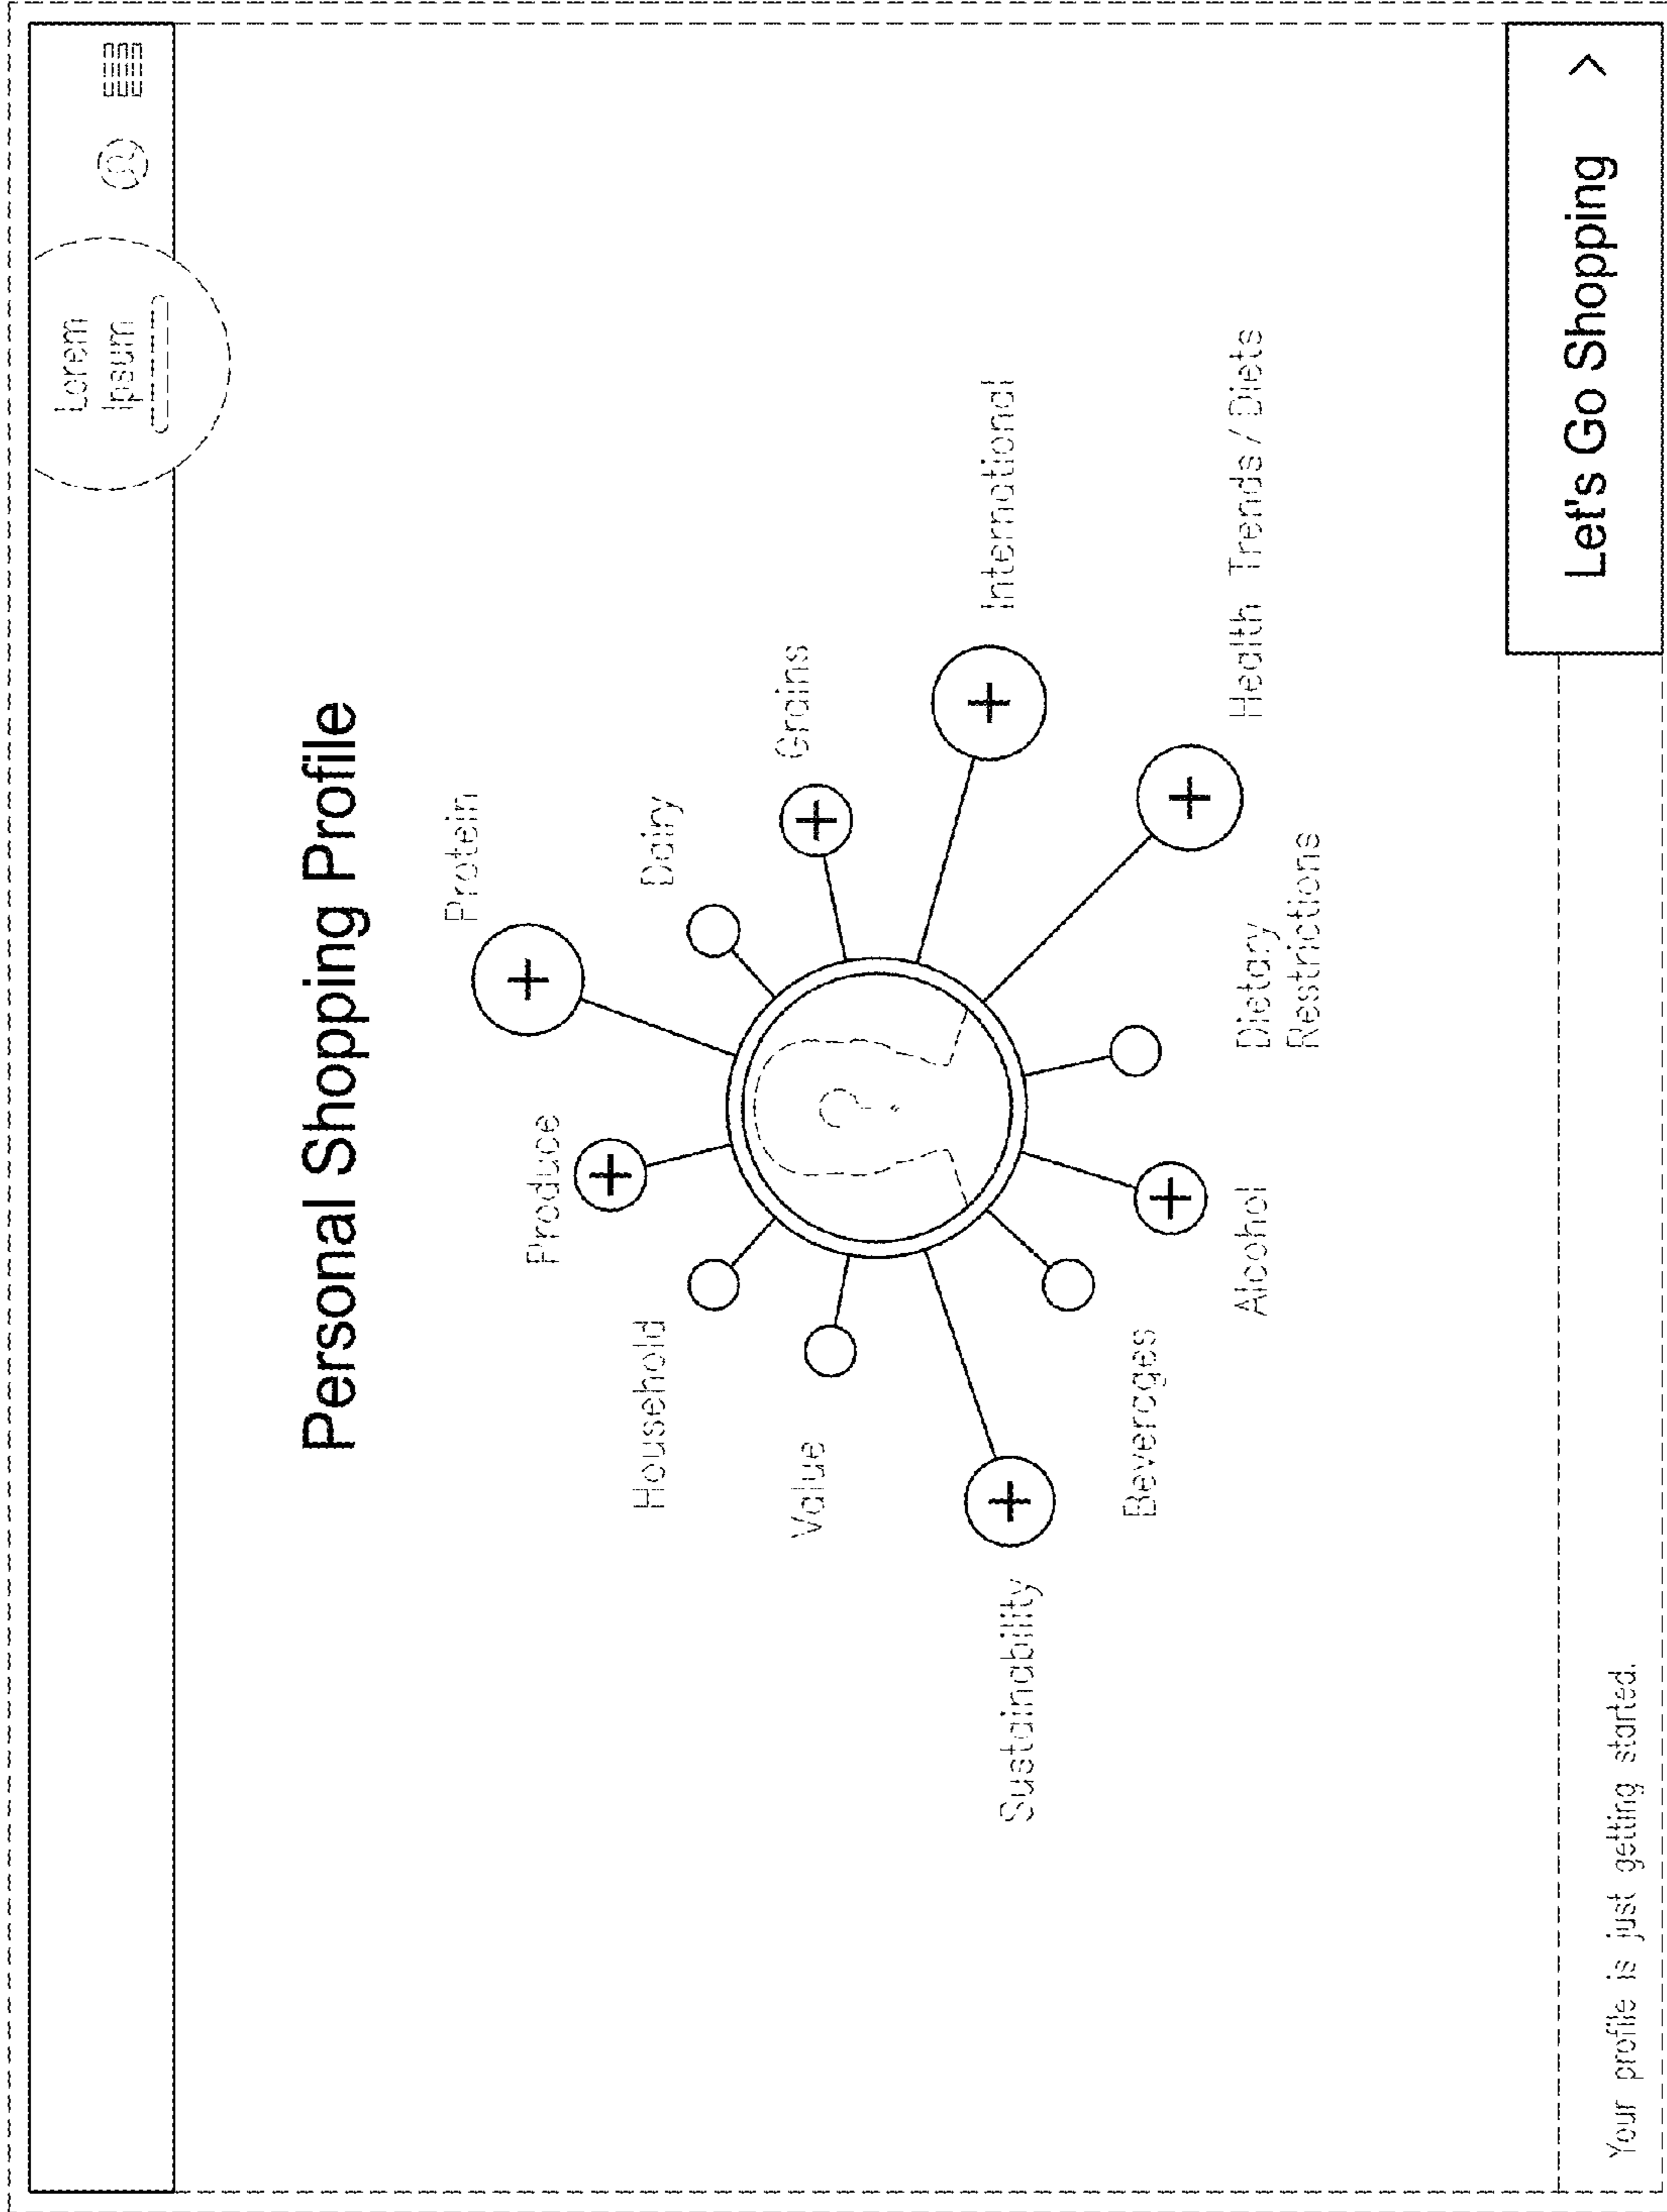 Lorem
Ipsum
Personal Shopping Profile
Protein
Produce
Dairy
Household
Grains
Value
International
Sustainability
Beverages
Health Trends / Diets
Alcohol
Dietary
Restrictions
?
Let's Go Shopping >
Your profile is just getting started.